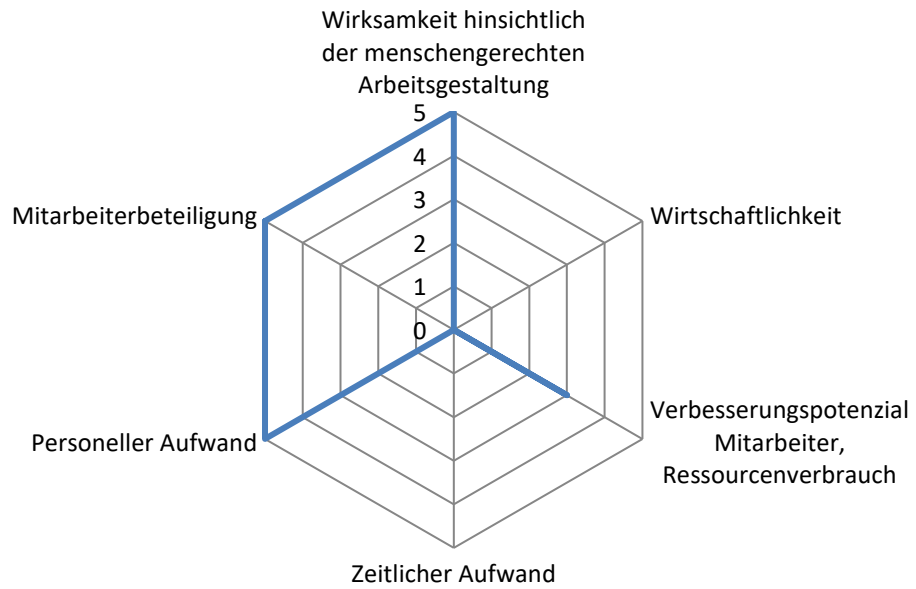 Wirksamkeit hinsichtlich
der menschengerechten
Arbeitsgestaltung
5
4
3
2
1
0
Mitarbeiterbeteiligung
Wirtschaftlichkeit
Personeller Aufwand
Verbesserungspotenzial
Mitarbeiter,
Ressourcenverbrauch
Zeitlicher Aufwand